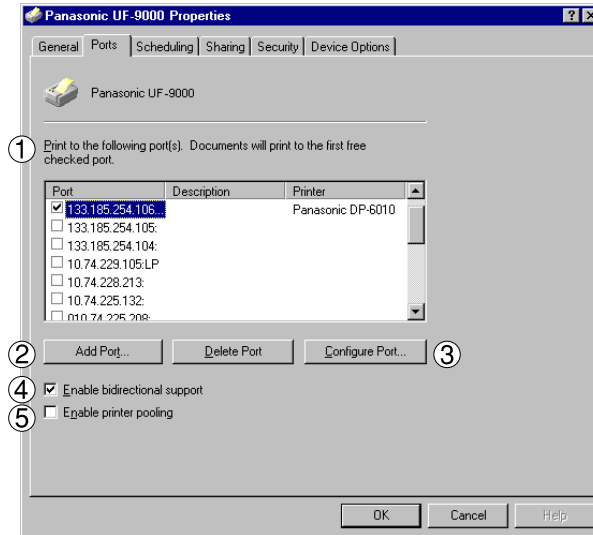 Panasonic UF-9000 Properties
General Ports Scheduling Sharing Security Device Options
Panasonic UF-9000
1 Print to the following port(s). Documents will print to the first free
checked port.
Port Description Printer
133.185.254.106... Panasonic DP-6010
133.185.254.105:
133.185.254.104:
10.74.229.105:LP
10.74.228.213:
10.74.225.132:
010.74.225.208:
2 Add Port... Delete Port Configure Port... 3
4 Enable bidirectional support
5 Enable printer pooling
OK Cancel Help